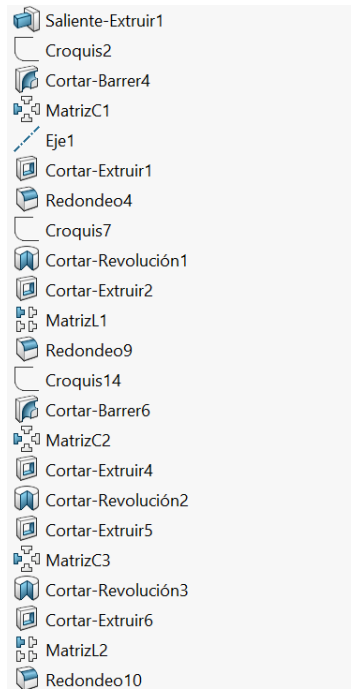 Saliente-Extruir1
Croquis2
Cortar-Barrer4
MatrizC1
Eje1
Cortar-Extruir1
Redondeo4
Croquis7
Cortar-Revolución1
Cortar-Extruir2
MatrizL1
Redondeo9
Croquis14
Cortar-Barrer6
MatrizC2
Cortar-Extruir4
Cortar-Revolución2
Cortar-Extruir5
MatrizC3
Cortar-Revolución3
Cortar-Extruir6
MatrizL2
Redondeo10